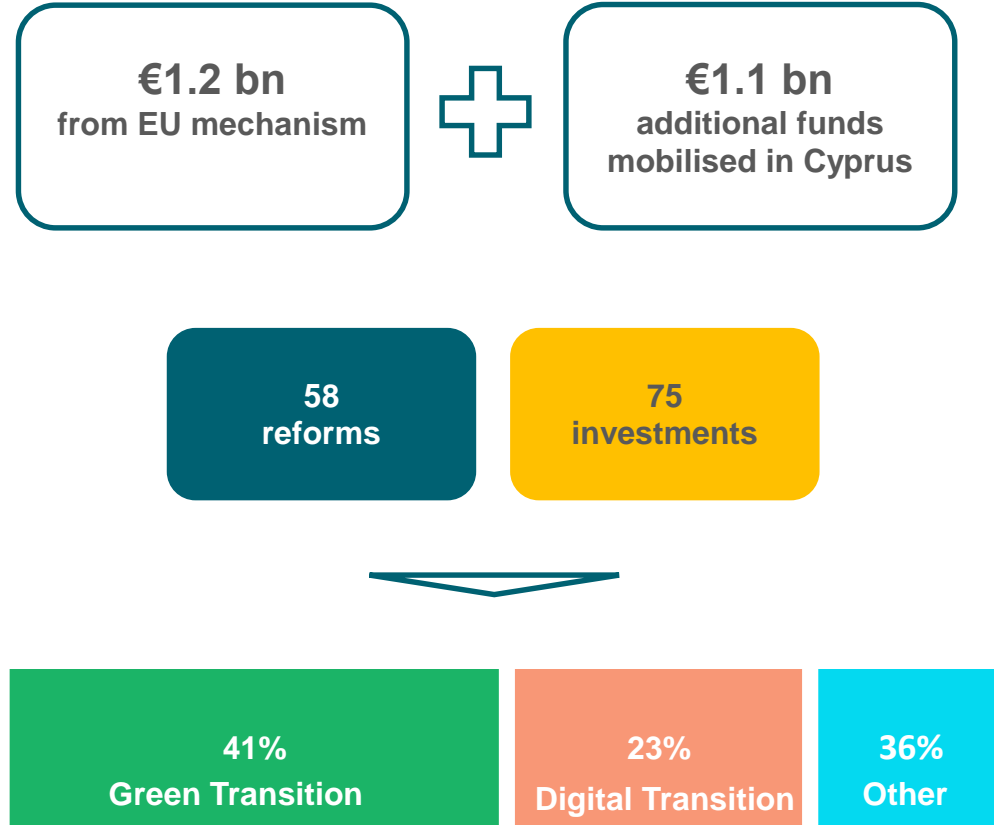 €1.2 bn
from EU mechanism
€1.1 bn
additional funds
mobilised in Cyprus
58
reforms
75
investments
41%
Green Transition
23%
Digital Transition
36%
Other